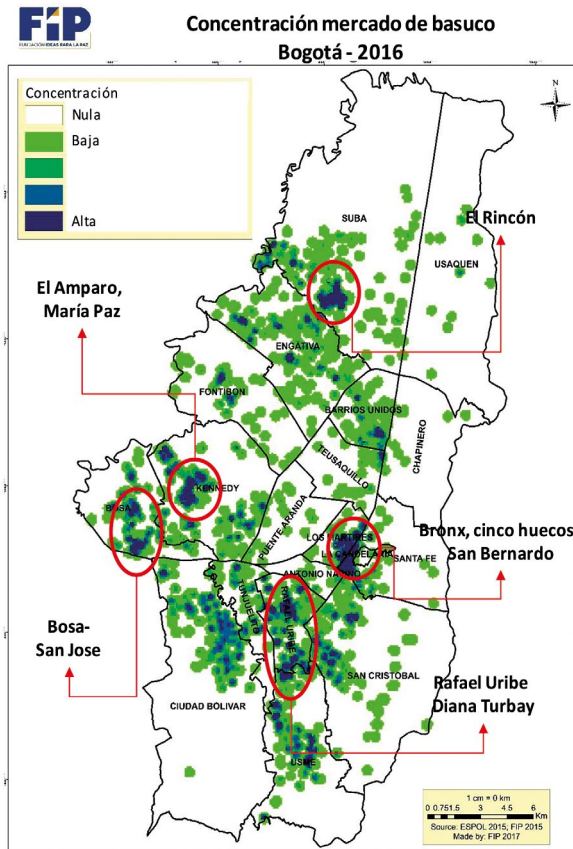 FIP
FUNDACIÓN IDEAS PARA LA PAZ
Concentración mercado de basuco
Bogotá - 2016
Concentración
Nula
Baja
Alta
N
SUBA
El Rincón
USAQUEN
El Amparo,
María Paz
ENGATIVA
FONTIBON
BARRIOS UNIDOS
CHAPINERO
TEUSAQUILLO
KENNEDY
BOSA
PUENTE ARANDA
LOS MARTIRES
Bronx, cinco huecos
San Bernardo
LA CANDELARIA
SANTA FE
ANTONIO NARIÑO
TUNJUELITO
RAFAEL URIBE
Bosa-
San Jose
SAN CRISTOBAL
Rafael Uribe
Diana Turbay
CIUDAD BOLIVAR
USME
1 cm = 0 km
0 0.75 1.5 3 4.5 6
Km
Source: ESPOL 2015; FIP 2015
Made by: FIP 2017